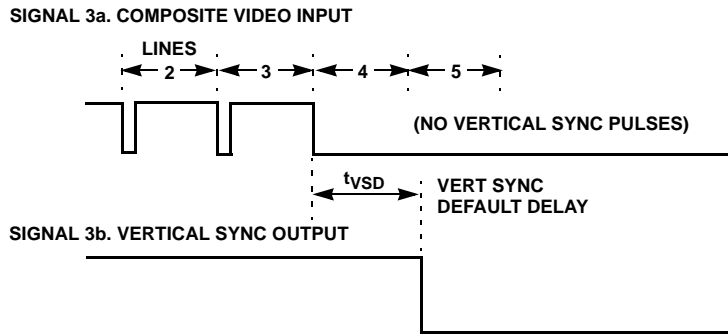 SIGNAL 3a. COMPOSITE VIDEO INPUT
LINES
2 3 4 5
(NO VERTICAL SYNC PULSES)
tVSD
VERT SYNC
DEFAULT DELAY
SIGNAL 3b. VERTICAL SYNC OUTPUT